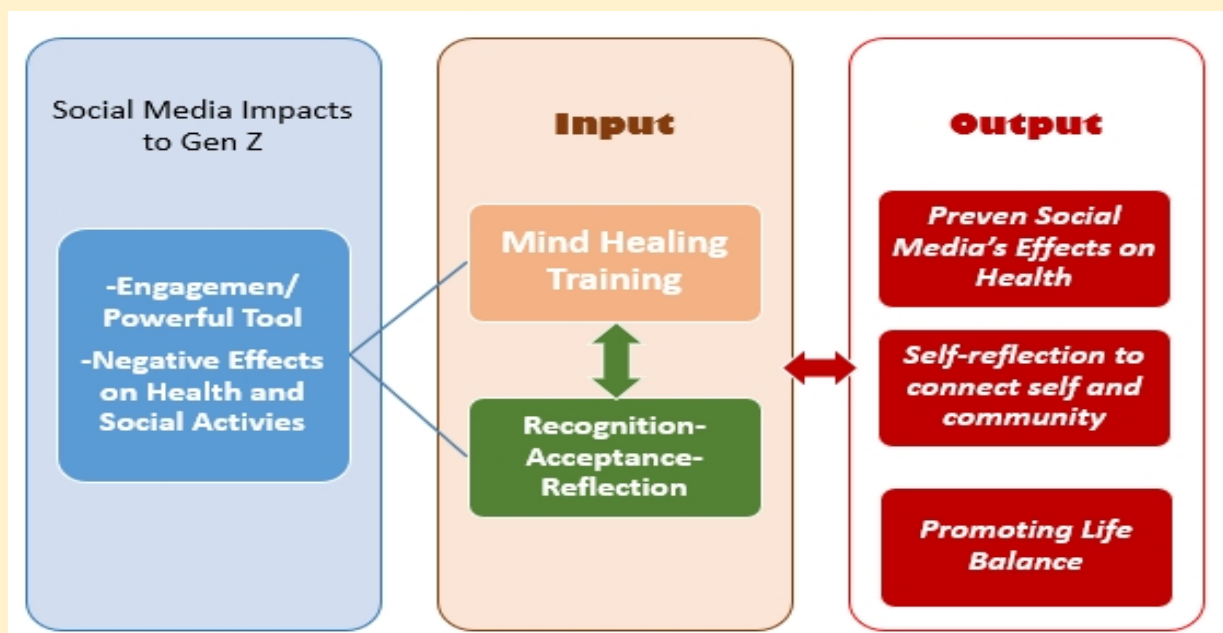 Social Media Impacts
to Gen Z
-Engagemen/
Powerful Tool
-Negative Effects
on Health and
Social Activies
Input
Mind Healing
Training
Recognition-
Acceptance-
Reflection
Output
Preven Social
Media's Effects on
Health
Self-reflection to
connect self and
community
Promoting Life
Balance